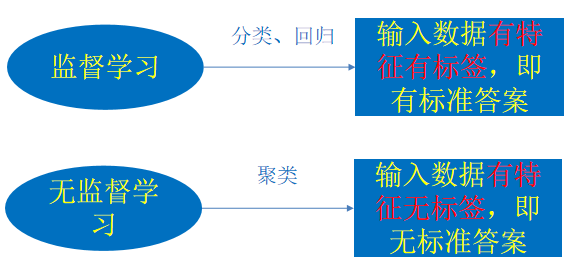 监督学习
分类、回归
输入数据有特
征有标签，即
有标准答案
无监督学
习
聚类
输入数据有特
征无标签，即
无标准答案